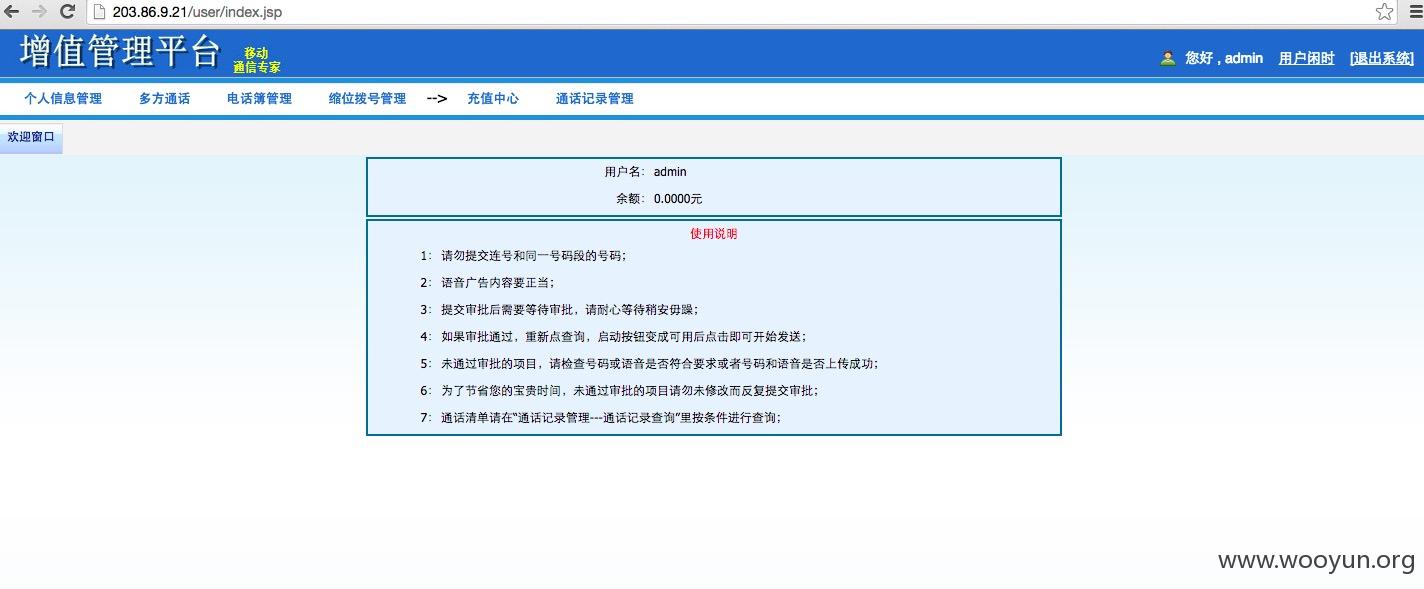 203.86.9.21/user/index.jsp
增值管理平台 移动
通信专家
您好 , admin 用户闲时 [退出系统]
个人信息管理 多方通话 电话簿管理 缩位拨号管理 --> 充值中心 通话记录管理
欢迎窗口
用户名: admin
余额: 0.0000元
使用说明
1: 请勿提交连号和同一号码段的号码;
2: 语音广告内容要正当;
3: 提交审批后需要等待审批，请耐心等待稍安毋躁;
4: 如果审批通过，重新点查询，启动按钮变成可用后点击即可开始发送;
5: 未通过审批的项目，请检查号码或语音是否符合要求或者号码和语音是否上传成功;
6: 为了节省您的宝贵时间，未通过审批的项目请勿未修改而反复提交审批;
7: 通话清单请在“通话记录管理---通话记录查询”里按条件进行查询;
www.wooyun.org